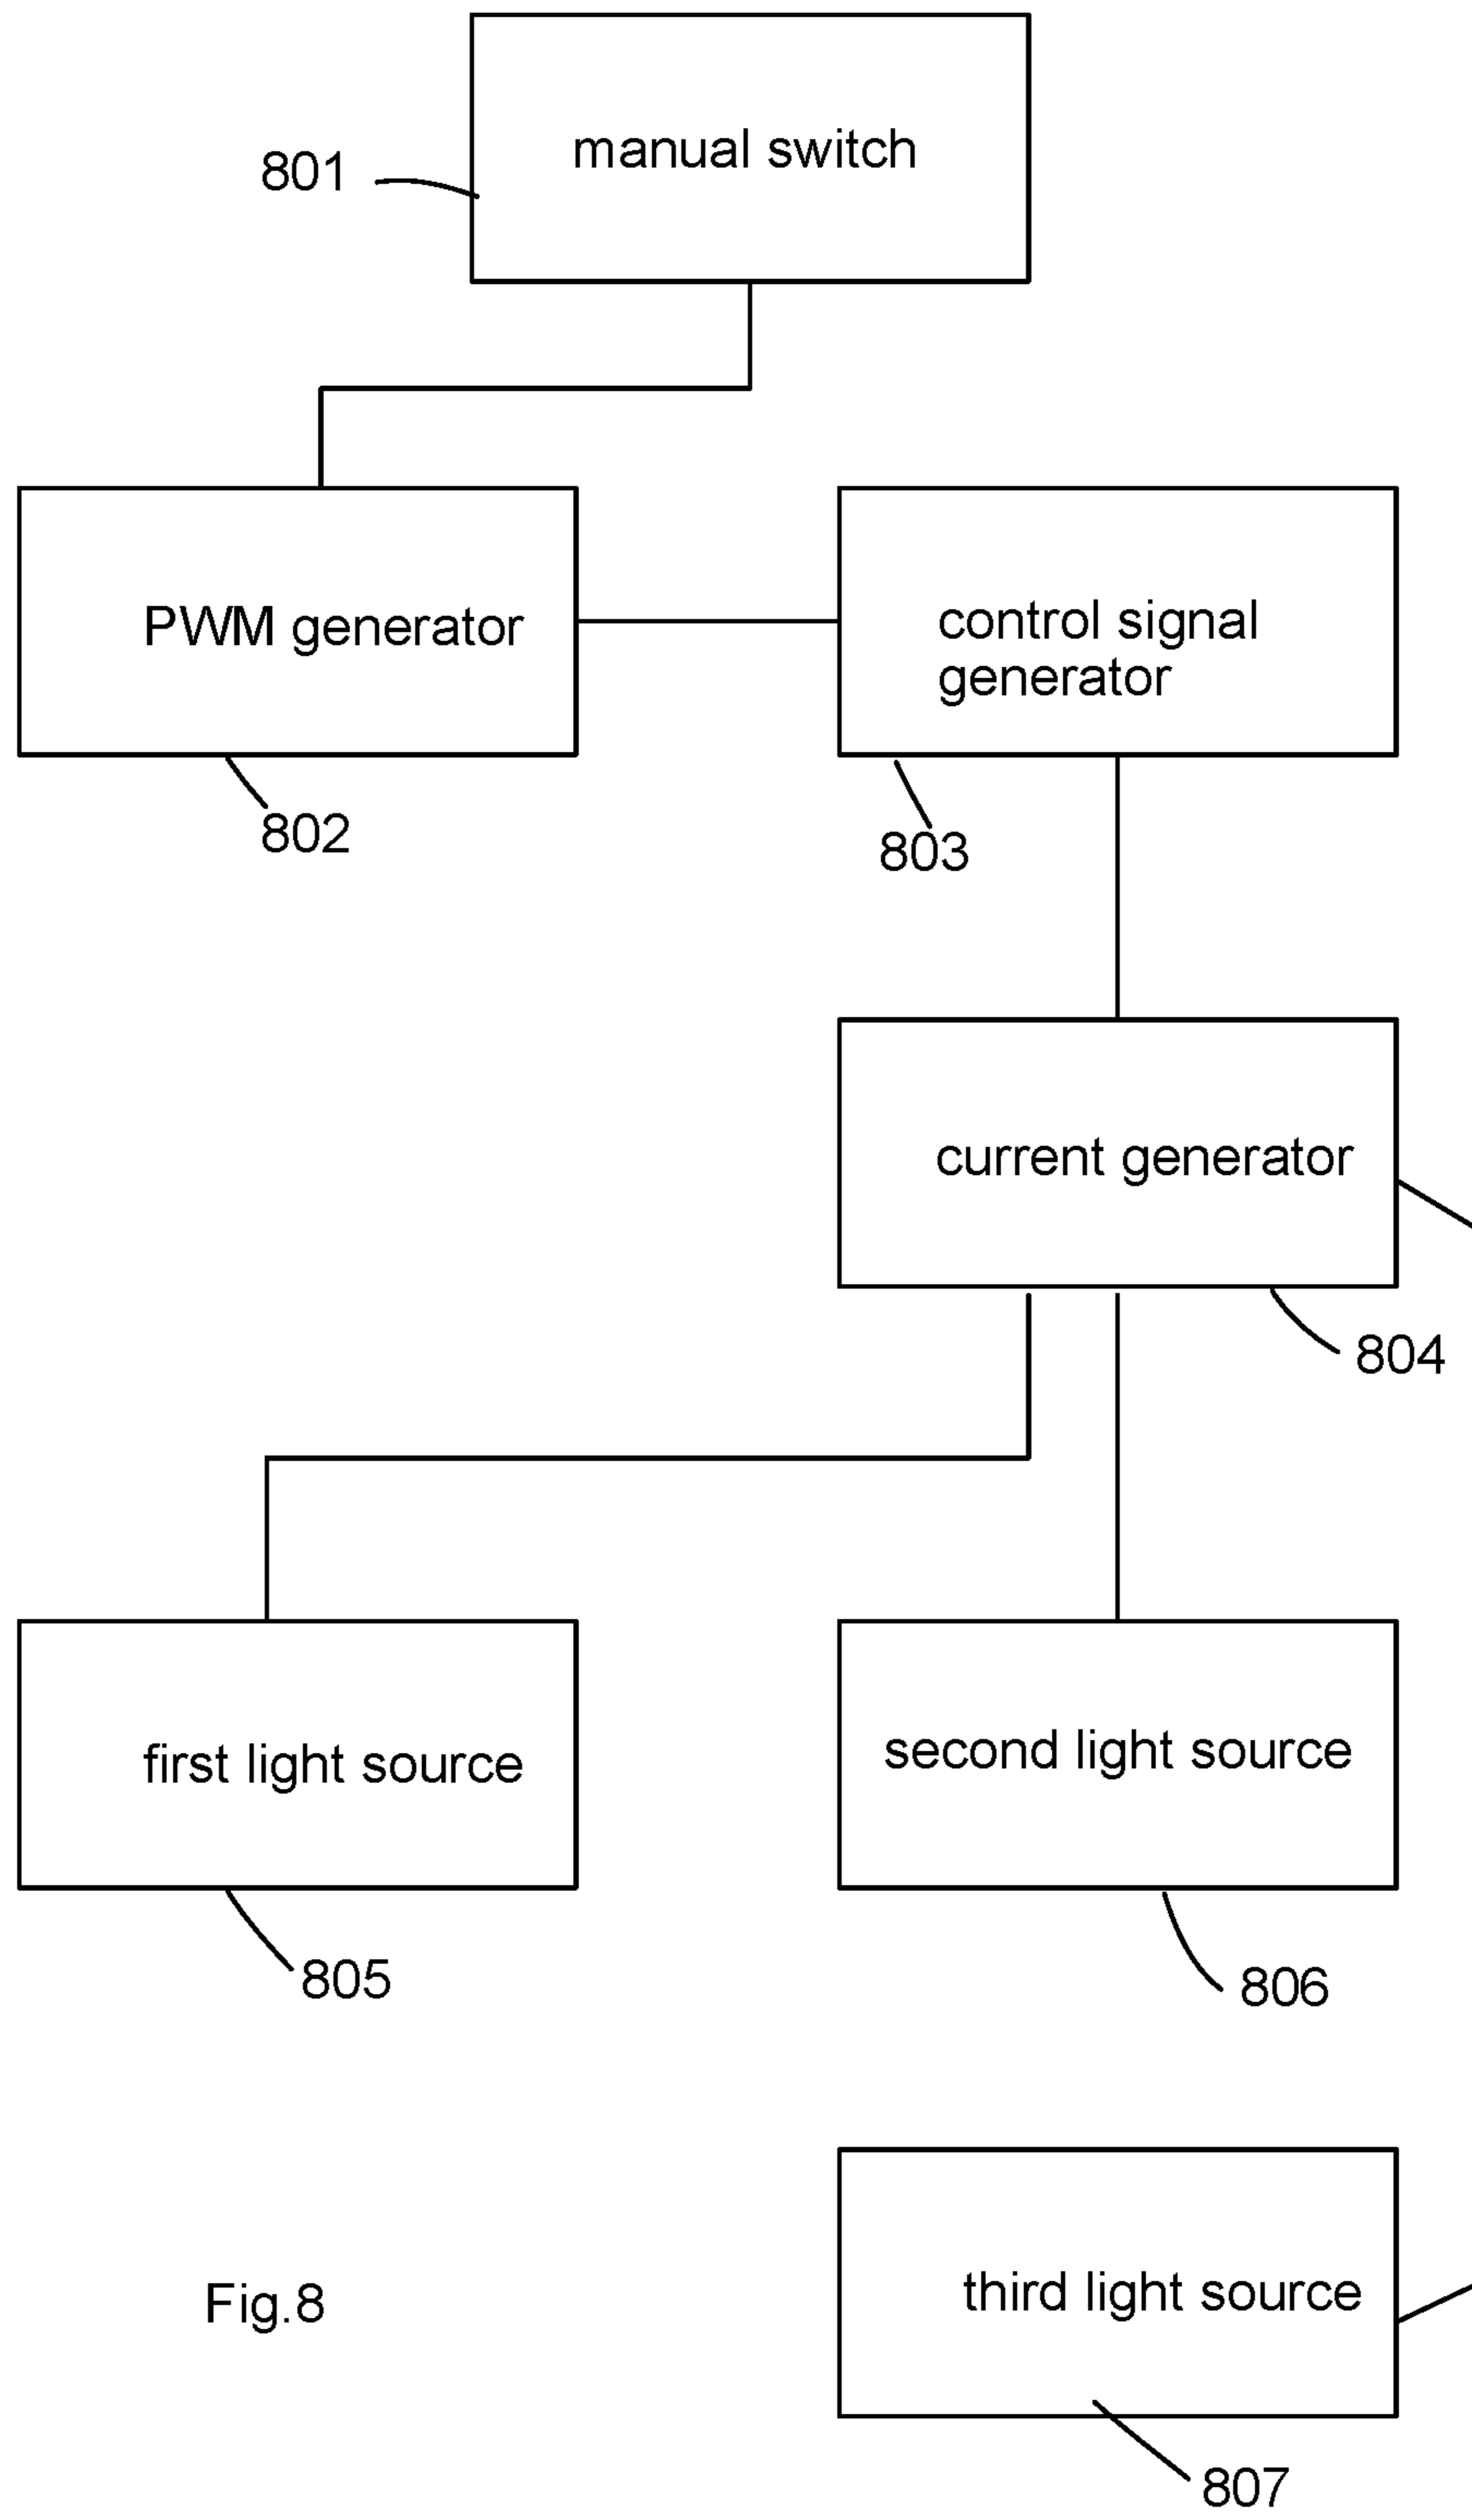 manual switch
801
PWM generator
control signal
generator
802
803
current generator
804
first light source
second light source
805
806
third light source
Fig.8
807